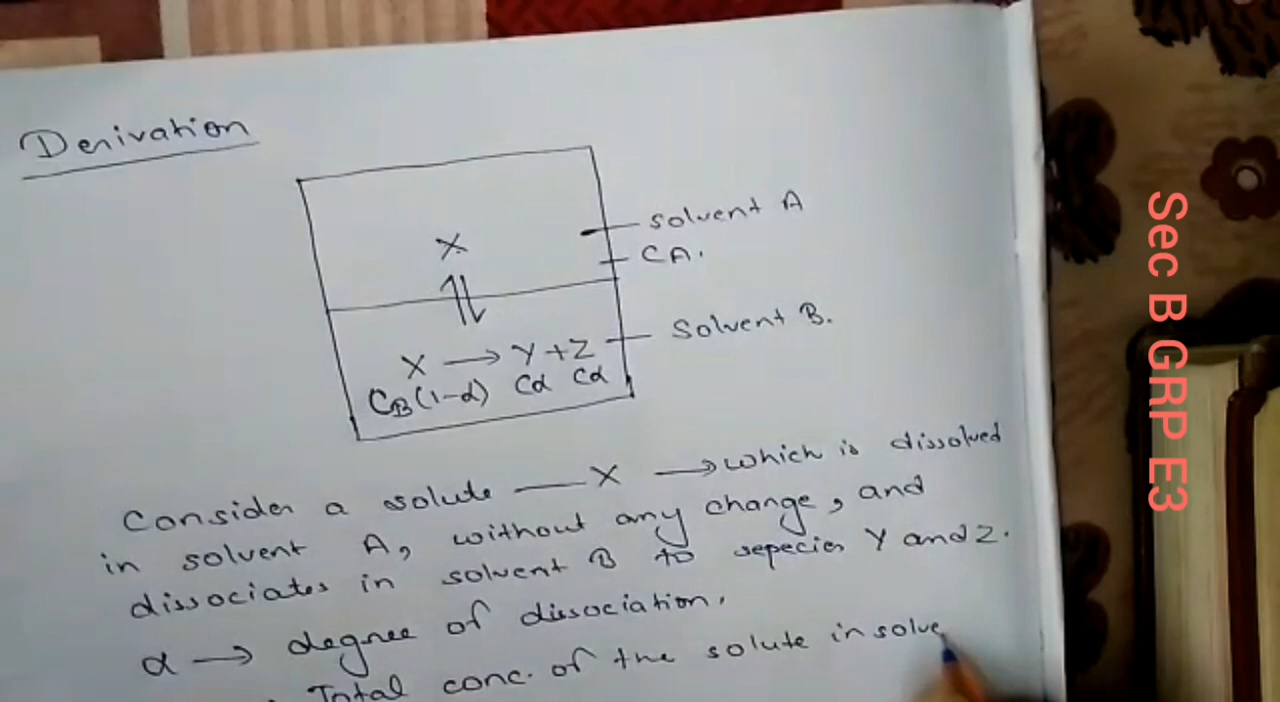 Derivation
X
Solvent A
CA.
Solvent B.
X → Y + Z
CB(1-α) Cα Cα
Consider a solute — X → which is dissolved
in solvent A, without any change, and
dissociates in solvent B to sepecies Y and Z.
α → degree of dissociation.
Total conc. of the solute in solve
Sec B GRP E3